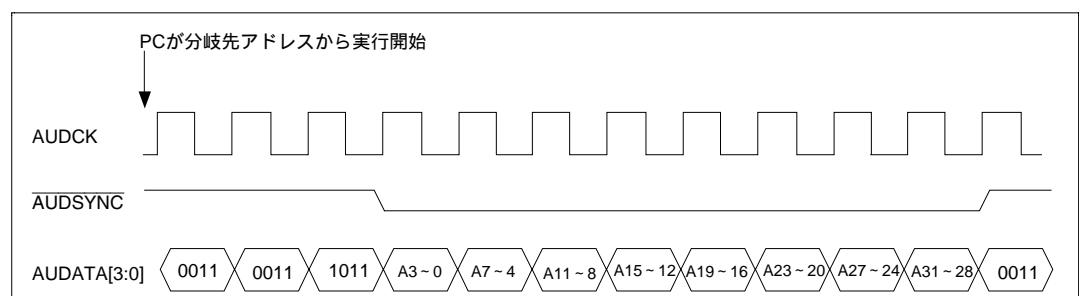 PCが分岐先アドレスから実行開始
AUDCK
AUDSYNC
AUDATA[3:0] 0011 0011 1011 A3~0 A7~4 A11~8 A15~12 A19~16 A23~20 A27~24 A31~28 0011